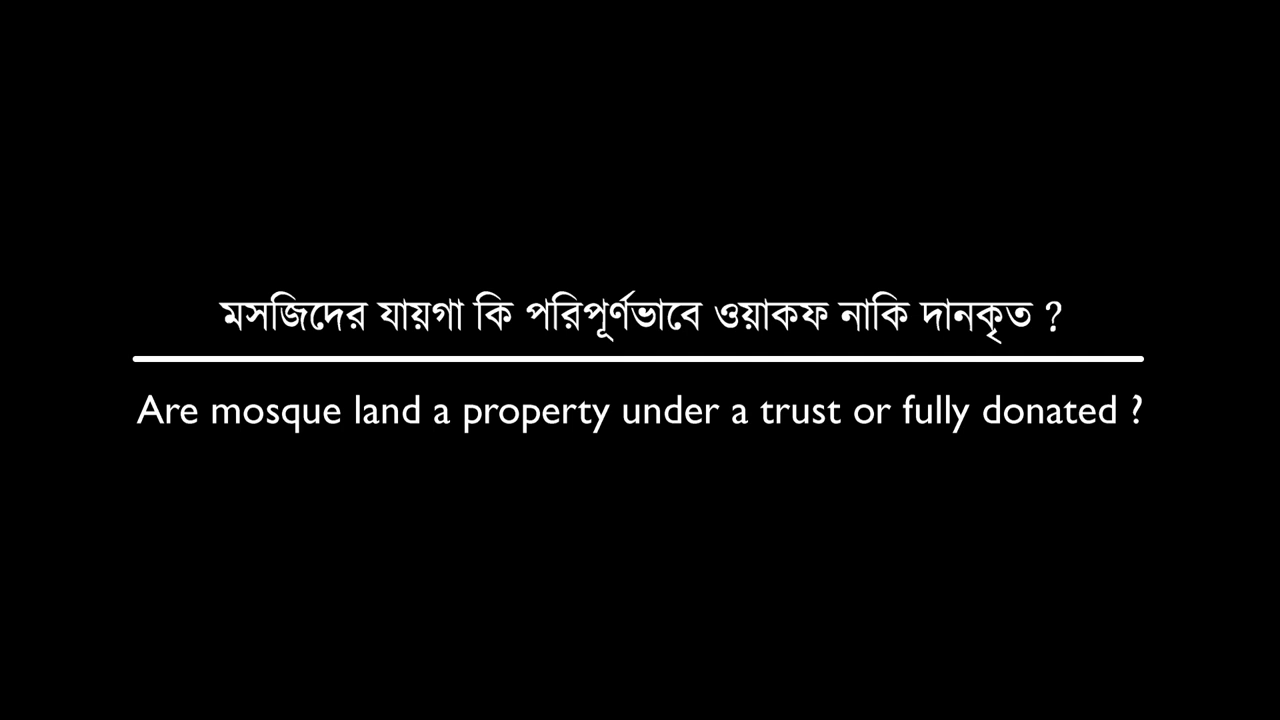 মসজিদের যায়গা কি পরিপূর্ণভাবে ওয়াকফ নাকি দানকৃত ?
Are mosque land a property under a trust or fully donated ?